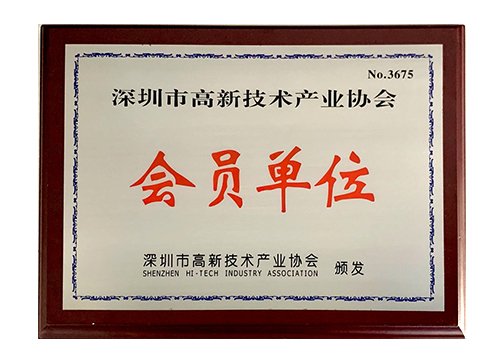 No.3675
深圳市高新技术产业协会
会员单位
深圳市高新技术产业协会 颁发
SHENZHEN HI-TECH INDUSTRY ASSOCIATION